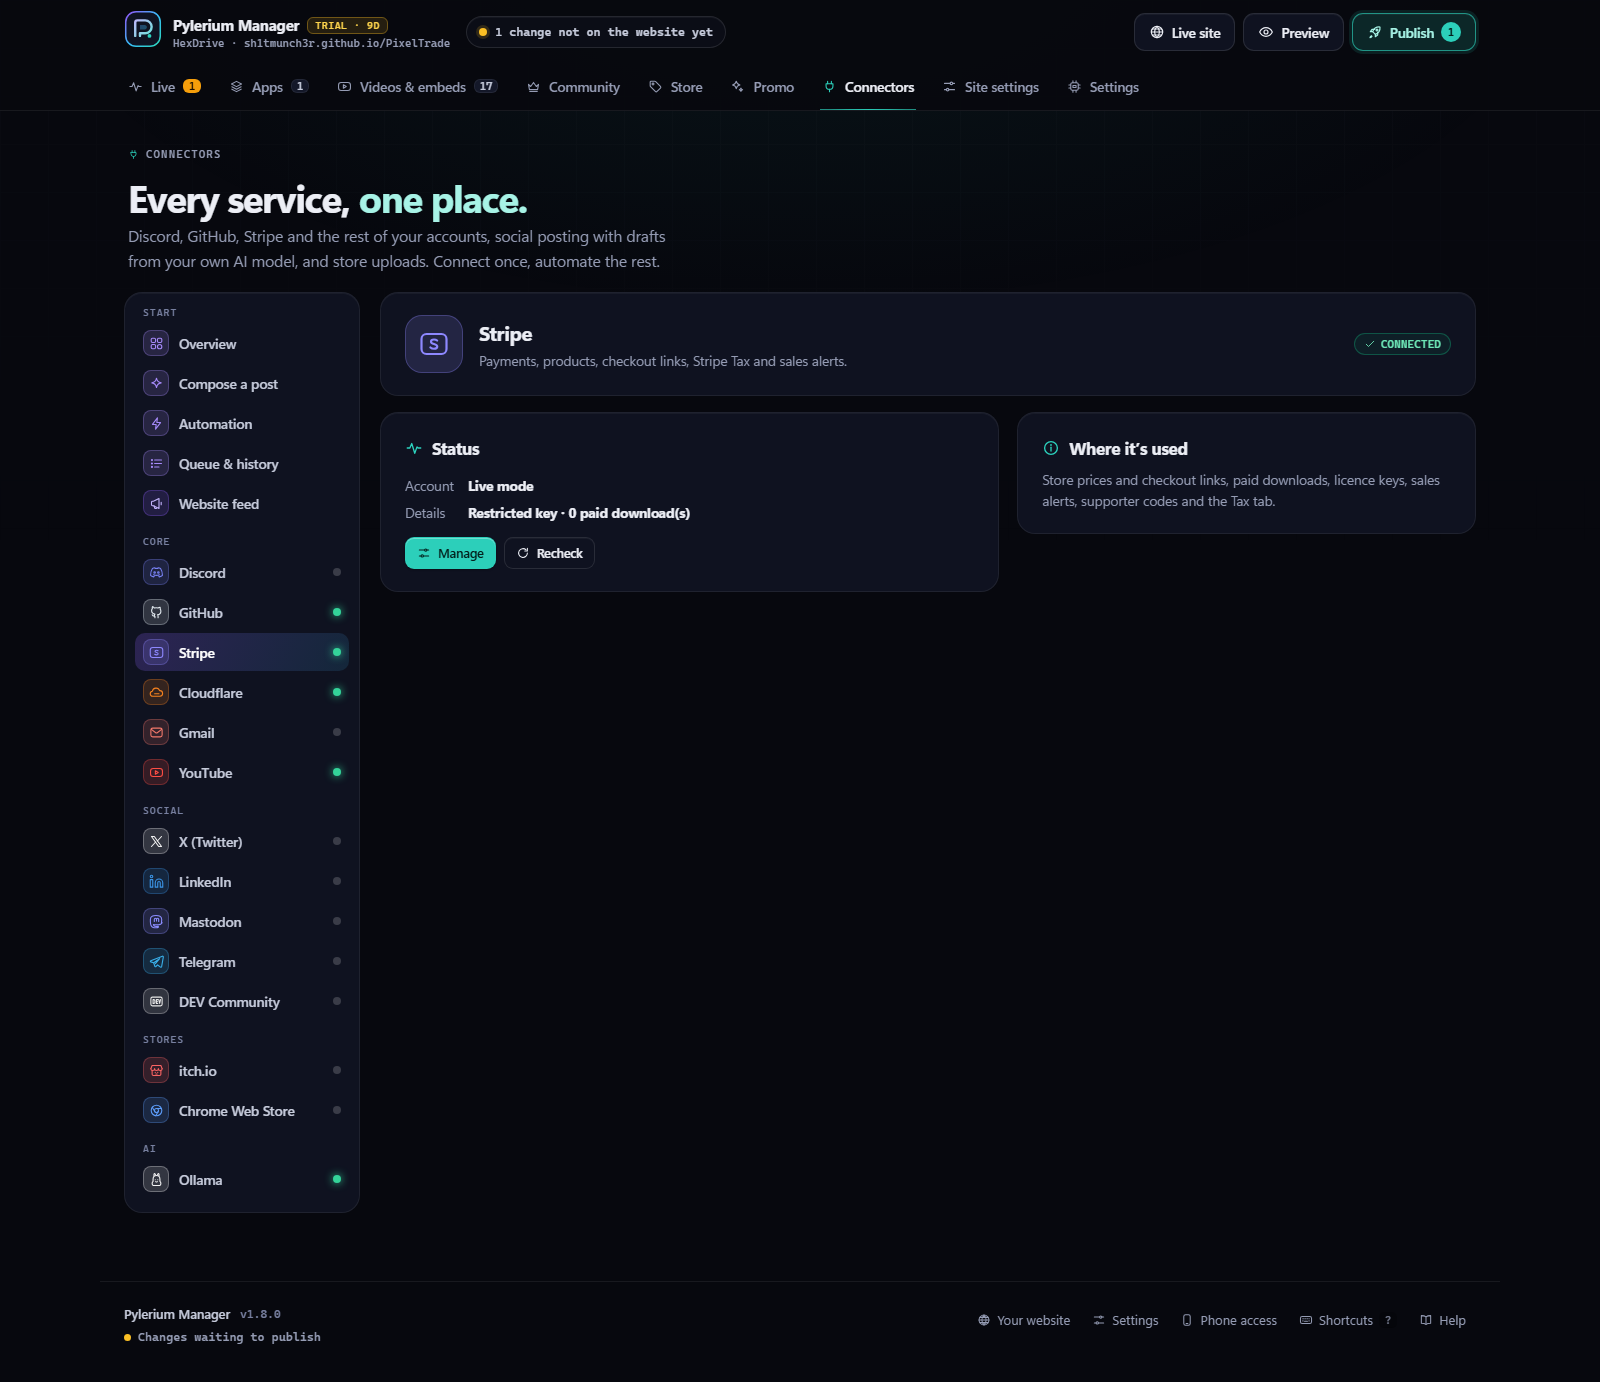 Pylerium Manager TRIAL · 9D
HexDrive · sh1tmunch3r.github.io/PixelTrade
1 change not on the website yet
Live site
Preview
Publish 1
Live 1
Apps 1
Videos & embeds 17
Community
Store
Promo
Connectors
Site settings
Settings
CONNECTORS
Every service, one place.
Discord, GitHub, Stripe and the rest of your accounts, social posting with drafts
from your own AI model, and store uploads. Connect once, automate the rest.
START
Overview
Compose a post
Automation
Queue & history
Website feed
CORE
Discord
GitHub
Stripe
Cloudflare
Gmail
YouTube
SOCIAL
X (Twitter)
LinkedIn
Mastodon
Telegram
DEV Community
STORES
itch.io
Chrome Web Store
AI
Ollama
Stripe
Payments, products, checkout links, Stripe Tax and sales alerts.
CONNECTED
Status
Account Live mode
Details Restricted key · 0 paid download(s)
Manage
Recheck
Where it’s used
Store prices and checkout links, paid downloads, licence keys, sales
alerts, supporter codes and the Tax tab.
Pylerium Manager v1.8.0
Changes waiting to publish
Your website
Settings
Phone access
Shortcuts ?
Help